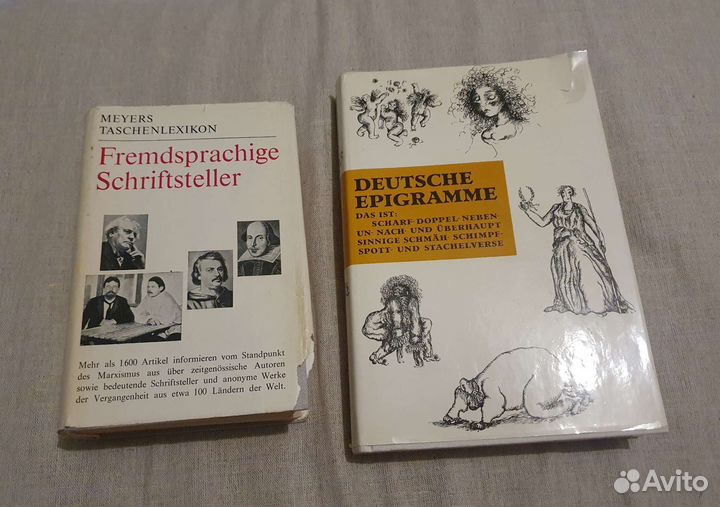 MEYERS
TASCHENLEXIKON
Fremdsprachige
Schriftsteller
Mehr als 1600 Artikel informieren vom Standpunkt
des Marxismus aus über zeitgenössische Autoren
sowie bedeutende Schriftsteller und anonyme Werke
der Vergangenheit aus etwa 100 Ländern der Welt.
DEUTSCHE
EPIGRAMME
DAS IST:
SCHARF- DOPPEL- NEBEN-
UN- NACH- UND ÜBERHAUPT
SINNIGE SCHMÄH- SCHIMPF-
SPOTT- UND STACHELVERSE
Avito